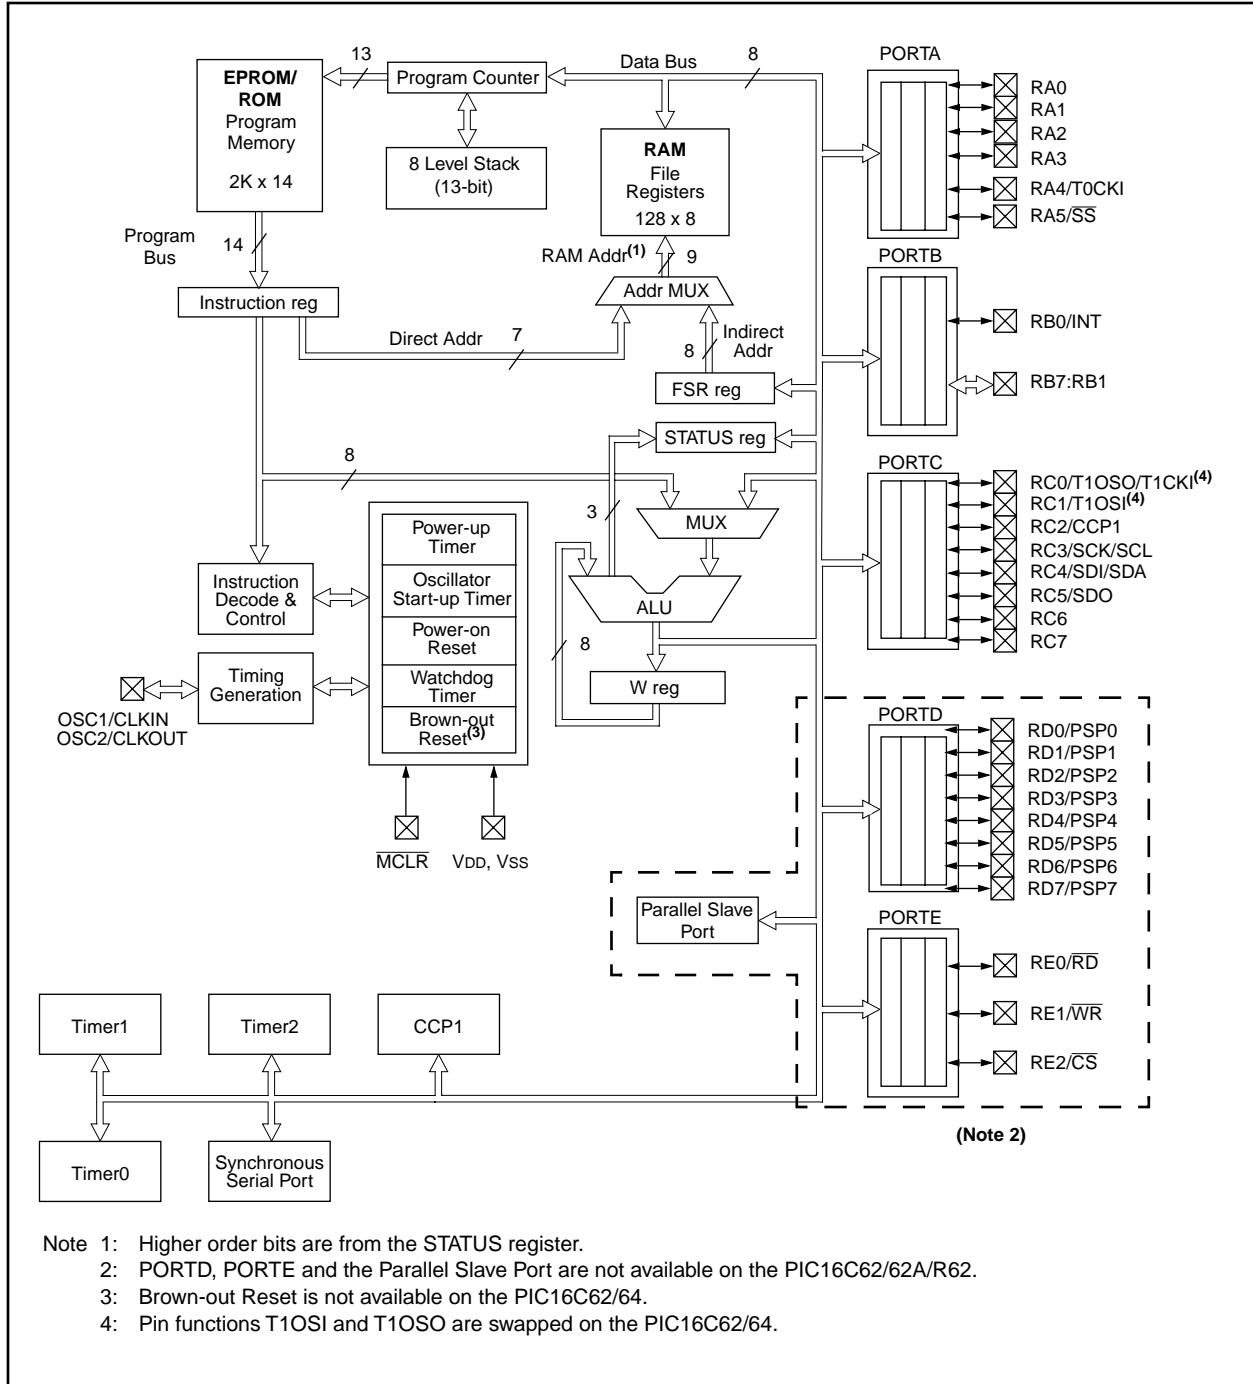 EPROM/
ROM
Program
Memory
2K x 14
13
Program Counter
8 Level Stack
(13-bit)
Data Bus
8
RAM
File
Registers
128 x 8
RAM Addr(1)
9
Addr MUX
Program
Bus
14
Instruction reg
Direct Addr
7
8
Indirect
Addr
FSR reg
STATUS reg
8
3
MUX
ALU
8
W reg
Power-up
Timer
Oscillator
Start-up Timer
Power-on
Reset
Watchdog
Timer
Brown-out
Reset(3)
Instruction
Decode &
Control
Timing
Generation
OSC1/CLKIN
OSC2/CLKOUT
MCLR
VDD, VSS
PORTA
RA0
RA1
RA2
RA3
RA4/T0CKI
RA5/SS
PORTB
RB0/INT
RB7:RB1
PORTC
RC0/T1OSO/T1CKI(4)
RC1/T1OSI(4)
RC2/CCP1
RC3/SCK/SCL
RC4/SDI/SDA
RC5/SDO
RC6
RC7
PORTD
RD0/PSP0
RD1/PSP1
RD2/PSP2
RD3/PSP3
RD4/PSP4
RD5/PSP5
RD6/PSP6
RD7/PSP7
Parallel Slave
Port
PORTE
RE0/RD
RE1/WR
RE2/CS
(Note 2)
Timer1
Timer2
CCP1
Timer0
Synchronous
Serial Port
Note 1: Higher order bits are from the STATUS register.
2: PORTD, PORTE and the Parallel Slave Port are not available on the PIC16C62/62A/R62.
3: Brown-out Reset is not available on the PIC16C62/64.
4: Pin functions T1OSI and T1OSO are swapped on the PIC16C62/64.